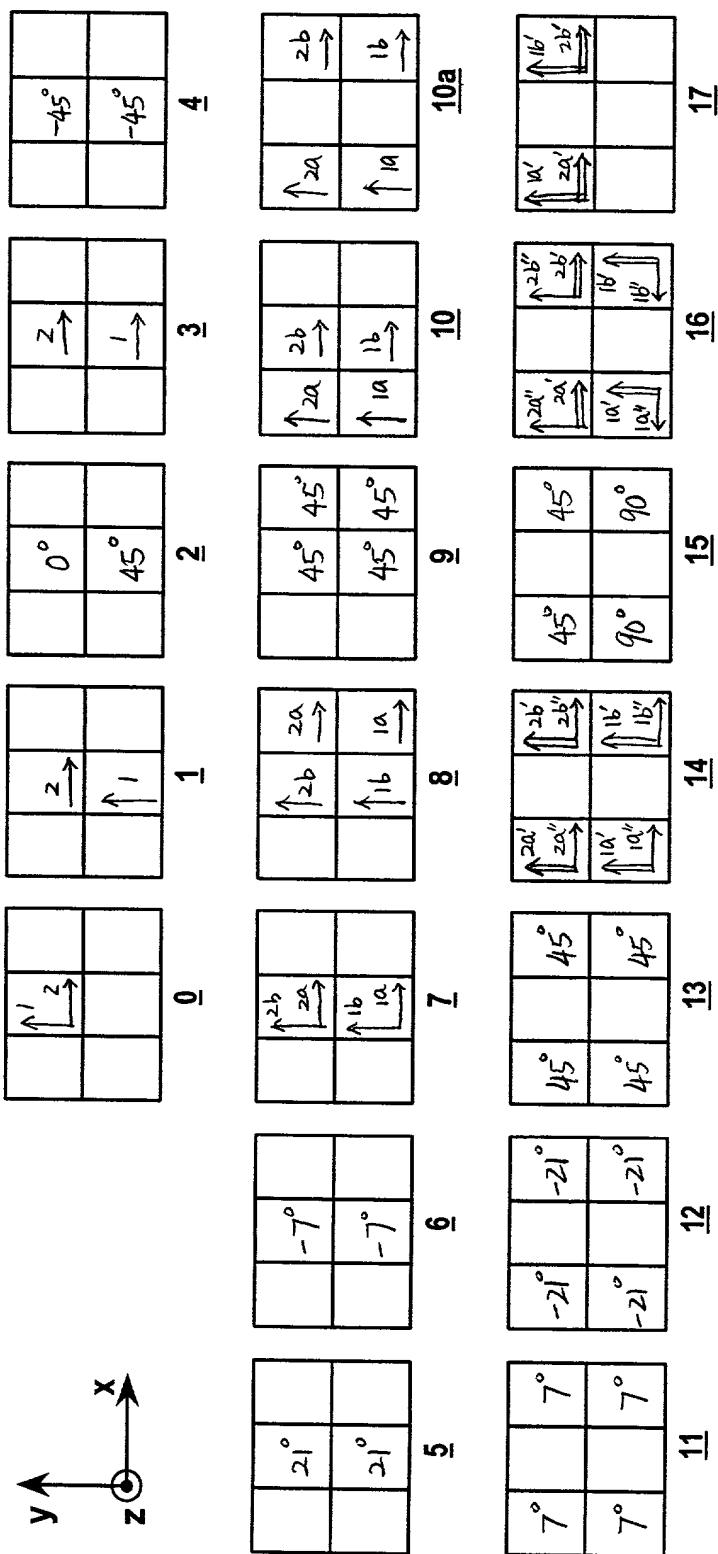 y
x
z
1
2
0
2
1
1
0°
45°
2
2
1
3
-45°
-45°
4
21°
21°
5
-7°
-7°
6
2b
2a
1b
1a
7
2b 2a
1b 1a
8
45° 45°
45° 45°
9
2a 2b
1a 1b
10
2a 2b
1a 1b
10a
7° 7°
7° 7°
11
-21° -21°
-21° -21°
12
45° 45°
45° 45°
13
2a' 2b'
2a" 2b"
1a' 1b'
1a" 1b"
14
45° 45°
90° 90°
15
2a" 2b"
2a' 2b'
1a' 1b'
1a" 1b"
16
1a' 1b'
2a' 2b'
17